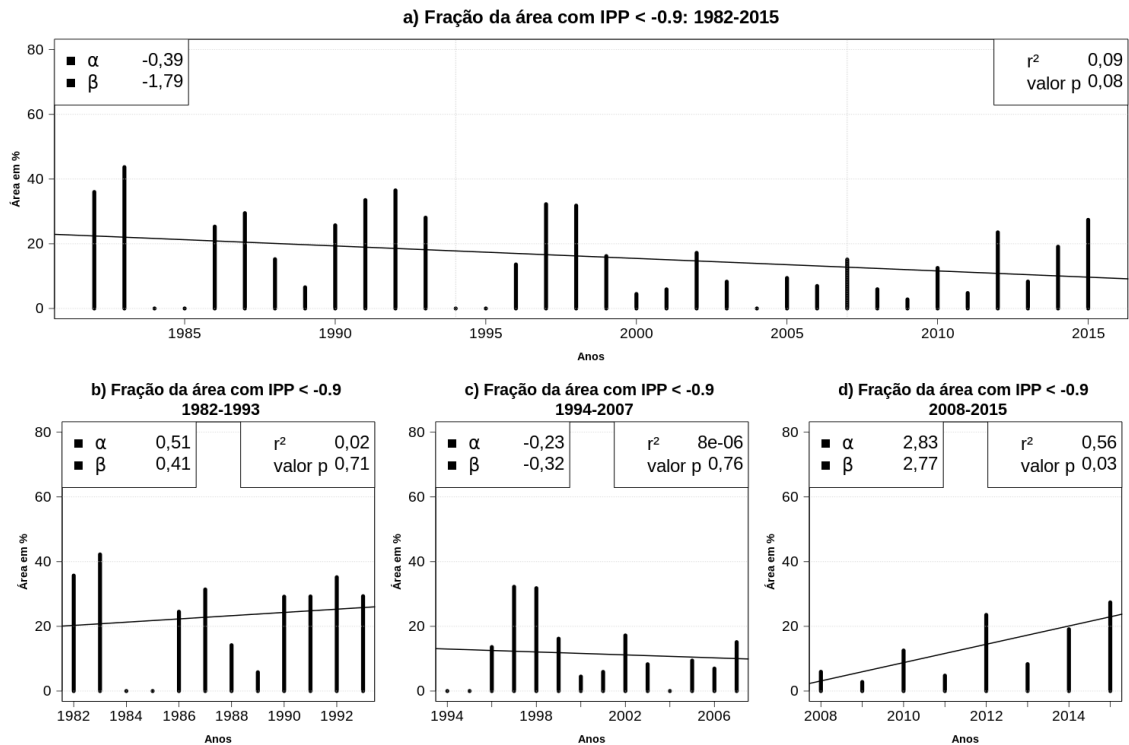 a) Fração da área com IPP < -0.9: 1982-2015
80
60
40
20
0
Área em %
α -0,39
β -1,79
r² 0,09
valor p 0,08
1985 1990 1995 2000 2005 2010 2015
Anos
b) Fração da área com IPP < -0.9
1982-1993
80
60
40
20
0
Área em %
α 0,51
β 0,41
r² 0,02
valor p 0,71
1982 1984 1986 1988 1990 1992
Anos
c) Fração da área com IPP < -0.9
1994-2007
80
60
40
20
0
Área em %
α -0,23
β -0,32
r² 8e-06
valor p 0,76
1994 1998 2002 2006
Anos
d) Fração da área com IPP < -0.9
2008-2015
80
60
40
20
0
Área em %
α 2,83
β 2,77
r² 0,56
valor p 0,03
2008 2010 2012 2014
Anos